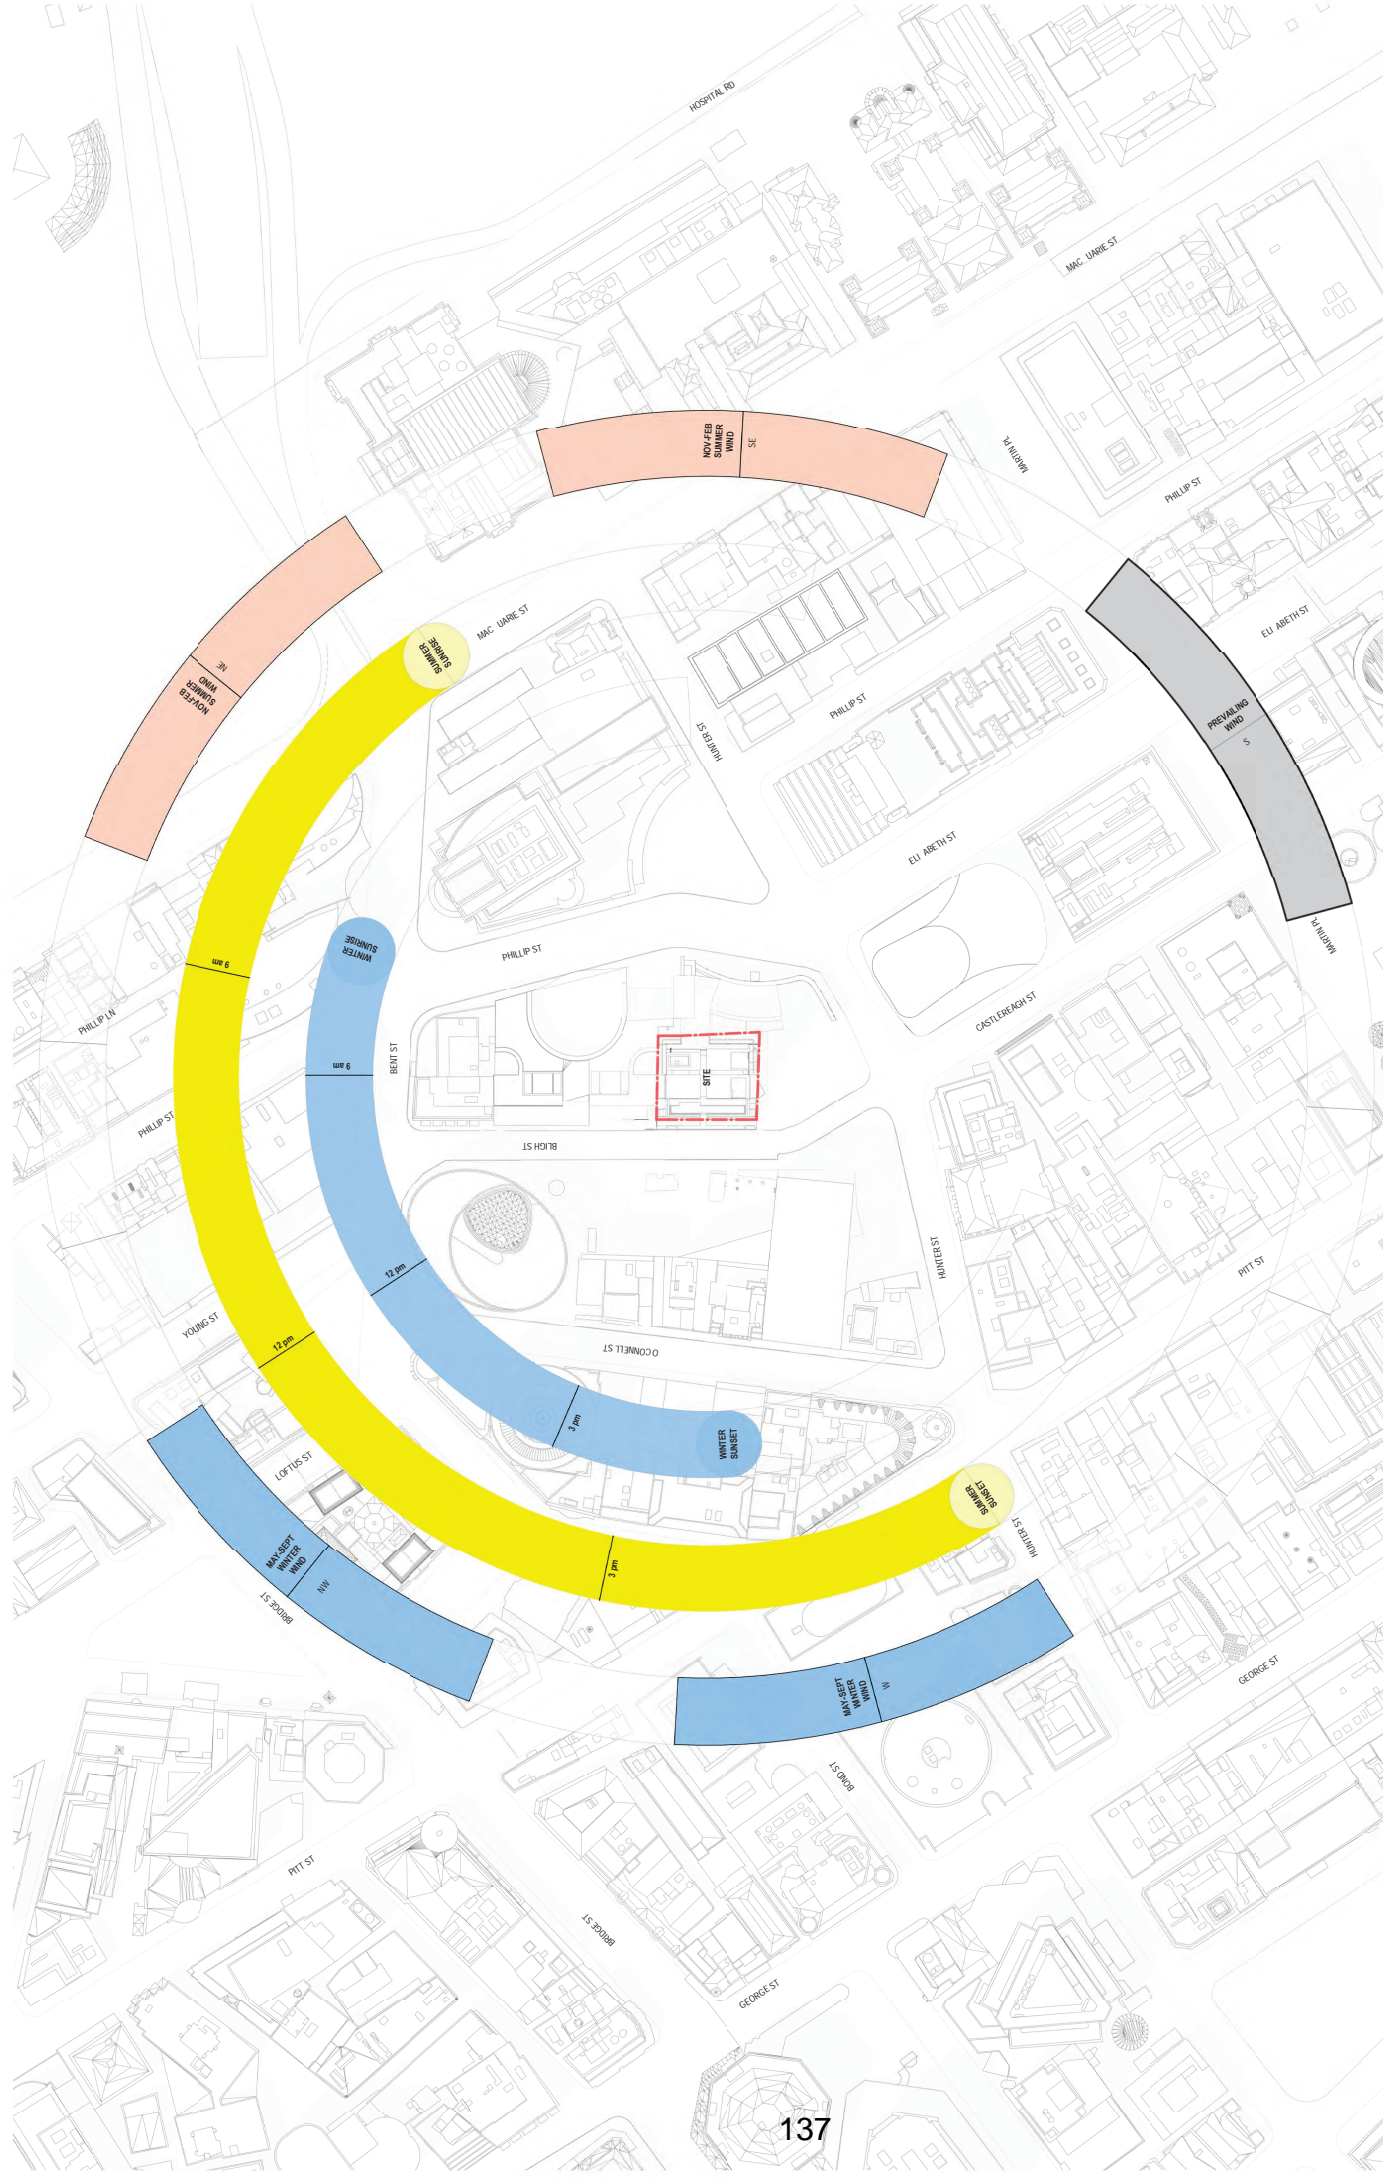 HOSPITAL RD
MAC UARIE ST
NOV-FEB
SUMMER
WIND
SE
MARTIN PL
PHILLIP ST
ELI ABETH ST
MAC UARIE ST
SUMMER
SUNRISE
NE
NOV-FEB
SUMMER
WIND
HUNTER ST
PHILLIP ST
PREVAILING
WIND
S
ELI ABETH ST
MARTIN PL
WINTER
SUNRISE
PHILLIP ST
9 am
CASTLEREAGH ST
PHILLIP LN
9 am
BENT ST
SITE
PHILLIP ST
BLIGH ST
HUNTER ST
PITT ST
12 pm
YOUNG ST
12 pm
O CONNELL ST
3 pm
WINTER
SUNSET
LOFTUS ST
SUMMER
SUNSET
HUNTER ST
MAY-SEPT
WINTER
WIND
NW
BRIDGE ST
3 pm
MAY-SEPT
WINTER
WIND
W
GEORGE ST
BOND ST
PITT ST
BRIDGE ST
GEORGE ST
137